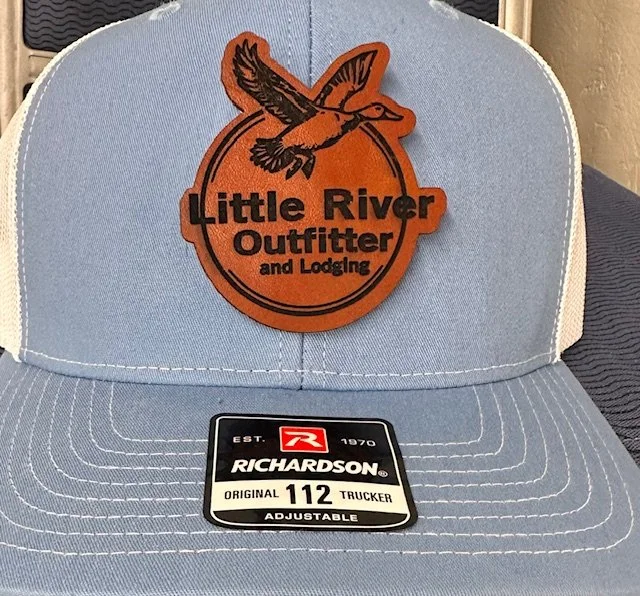 Little River
Outfitter
and Lodging
EST. R 1970
RICHARDSON®
ORIGINAL 112 TRUCKER
ADJUSTABLE